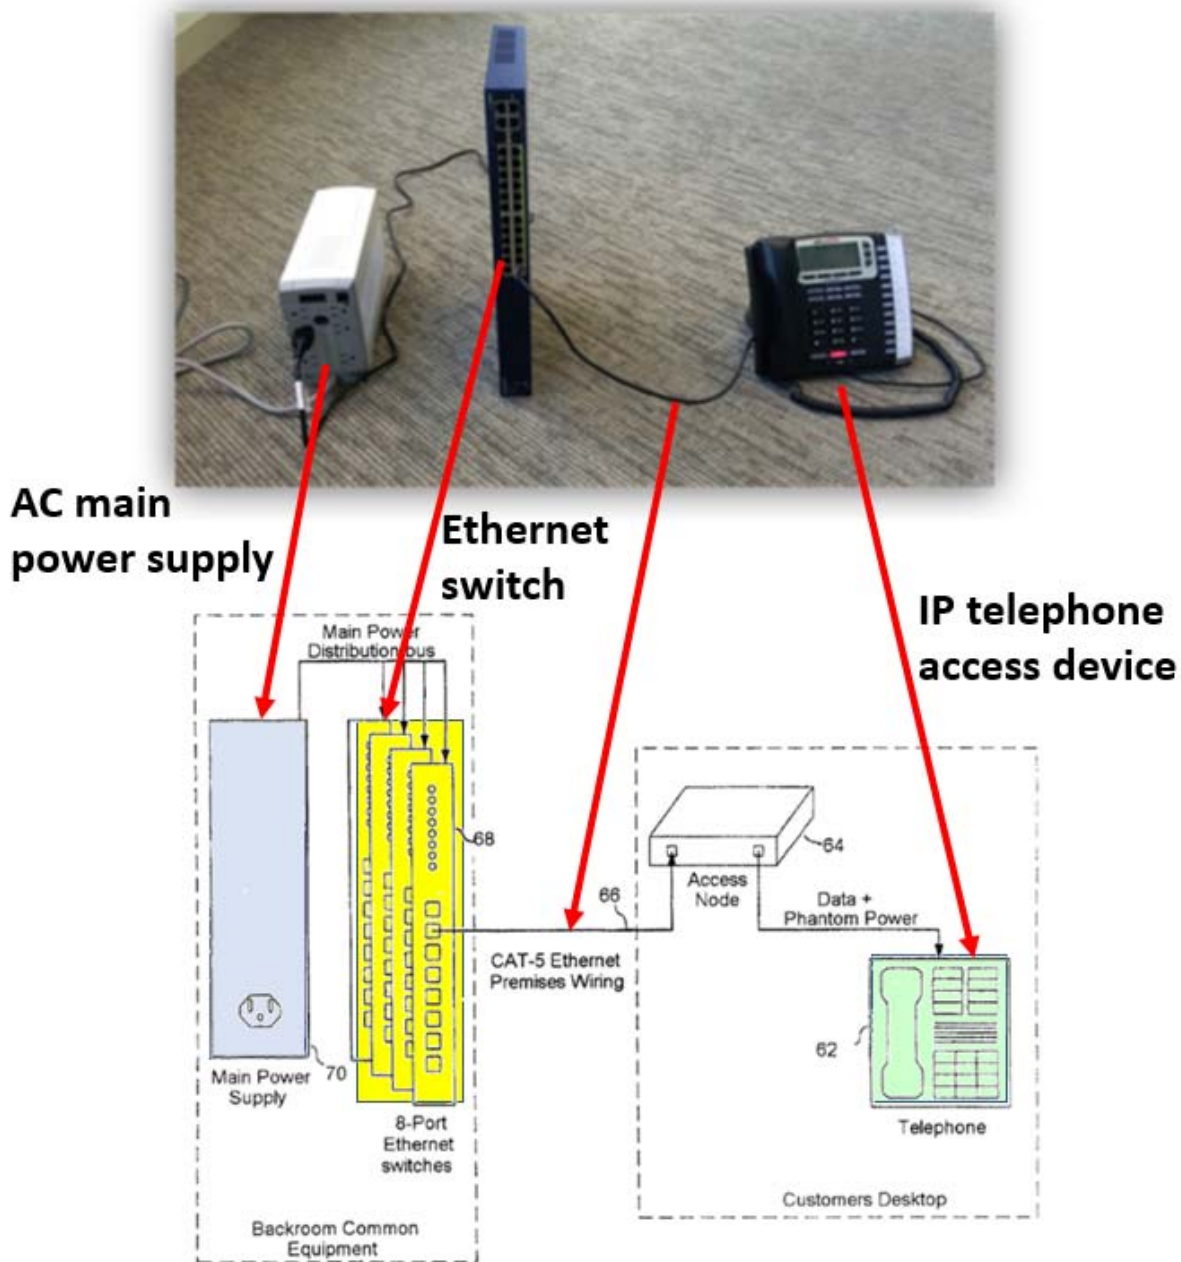 AC main
power supply
Ethernet
switch
IP telephone
access device
Main Power
Distribution bus
68
64
Access
Node
66
Data +
Phantom Power
CAT-5 Ethernet
Premises Wiring
62
70
Main Power
Supply
8-Port
Ethernet
switches
Telephone
Customers Desktop
Backroom Common
Equipment